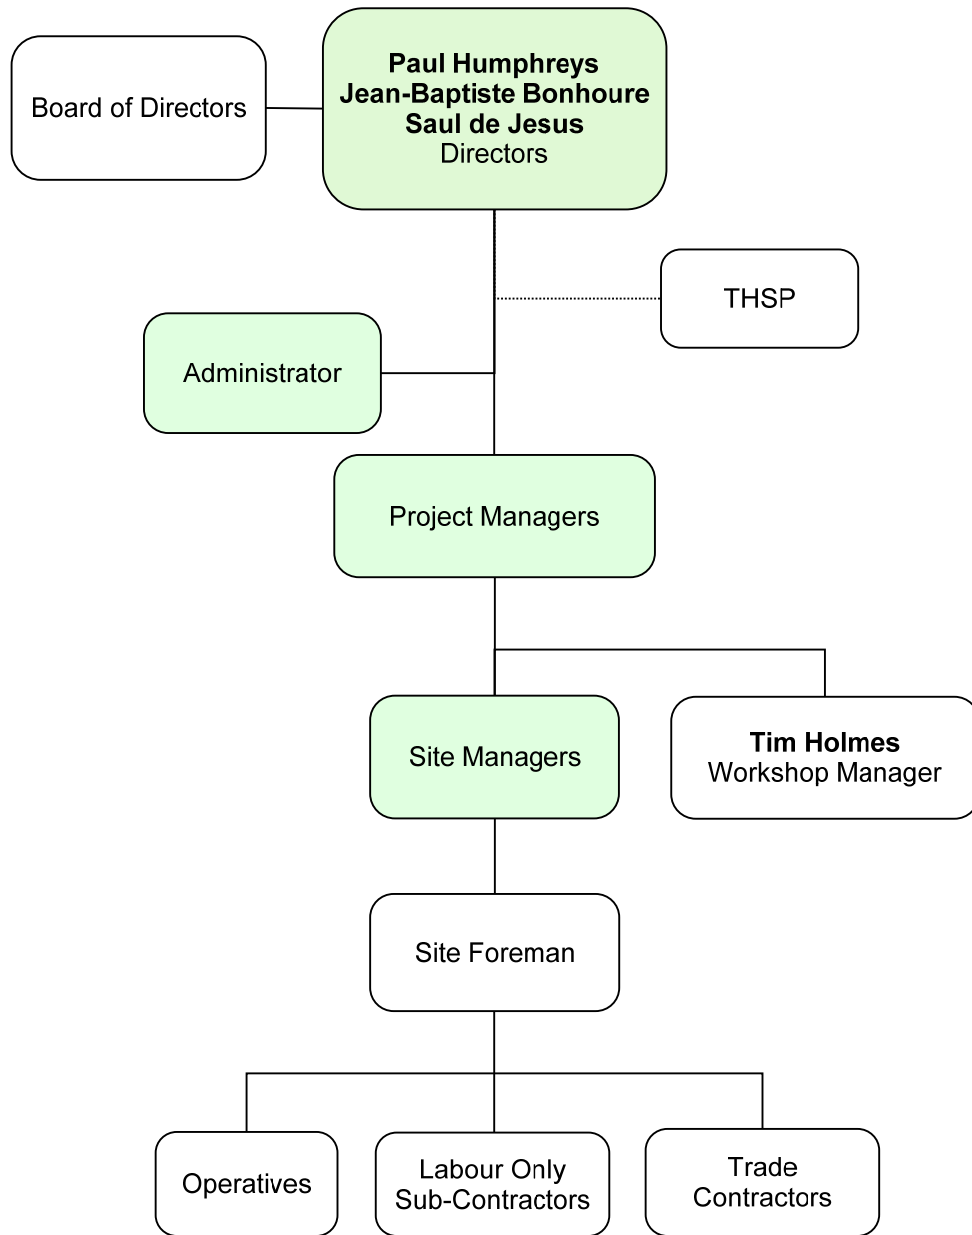 Board of Directors
Paul Humphreys
Jean-Baptiste Bonhoure
Saul de Jesus
Directors
THSP
Administrator
Project Managers
Site Managers
Tim Holmes
Workshop Manager
Site Foreman
Operatives
Labour Only
Sub-Contractors
Trade
Contractors